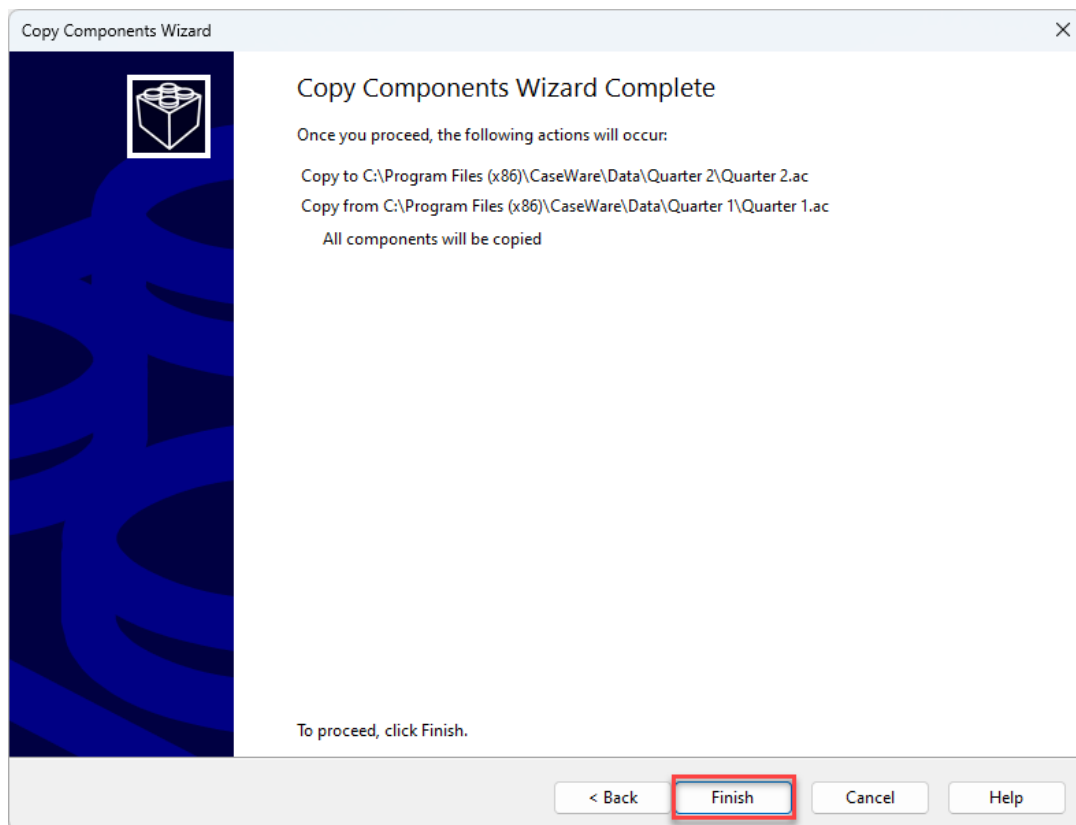 Copy Components Wizard
Copy Components Wizard Complete
Once you proceed, the following actions will occur:
Copy to C:\Program Files (x86)\CaseWare\Data\Quarter 2\Quarter 2.ac
Copy from C:\Program Files (x86)\CaseWare\Data\Quarter 1\Quarter 1.ac
All components will be copied
To proceed, click Finish.
< Back
Finish
Cancel
Help